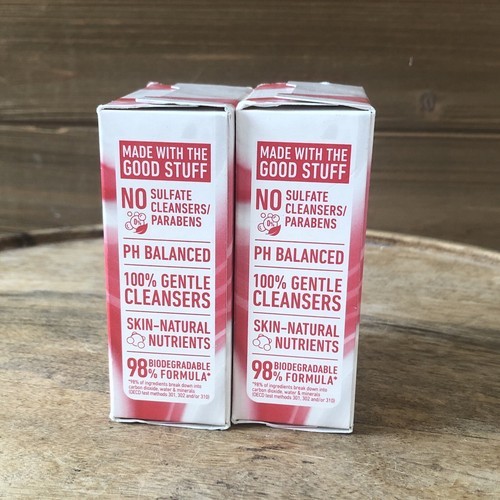 MADE WITH THE
GOOD STUFF
NO SULFATE
CLEANSERS/
PARABENS
0%
PH BALANCED
100% GENTLE
CLEANSERS
SKIN-NATURAL
NUTRIENTS
98% BIODEGRADABLE
FORMULA*
*98% of ingredients break down into
carbon dioxide, water & minerals
(OECD test methods 301, 302 and/or 310)
MADE WITH THE
GOOD STUFF
NO SULFATE
CLEANSERS/
PARABENS
0%
PH BALANCED
100% GENTLE
CLEANSERS
SKIN-NATURAL
NUTRIENTS
98% BIODEGRADABLE
FORMULA*
*98% of ingredients break down into
carbon dioxide, water & minerals
(OECD test methods 301, 302 and/or 310)